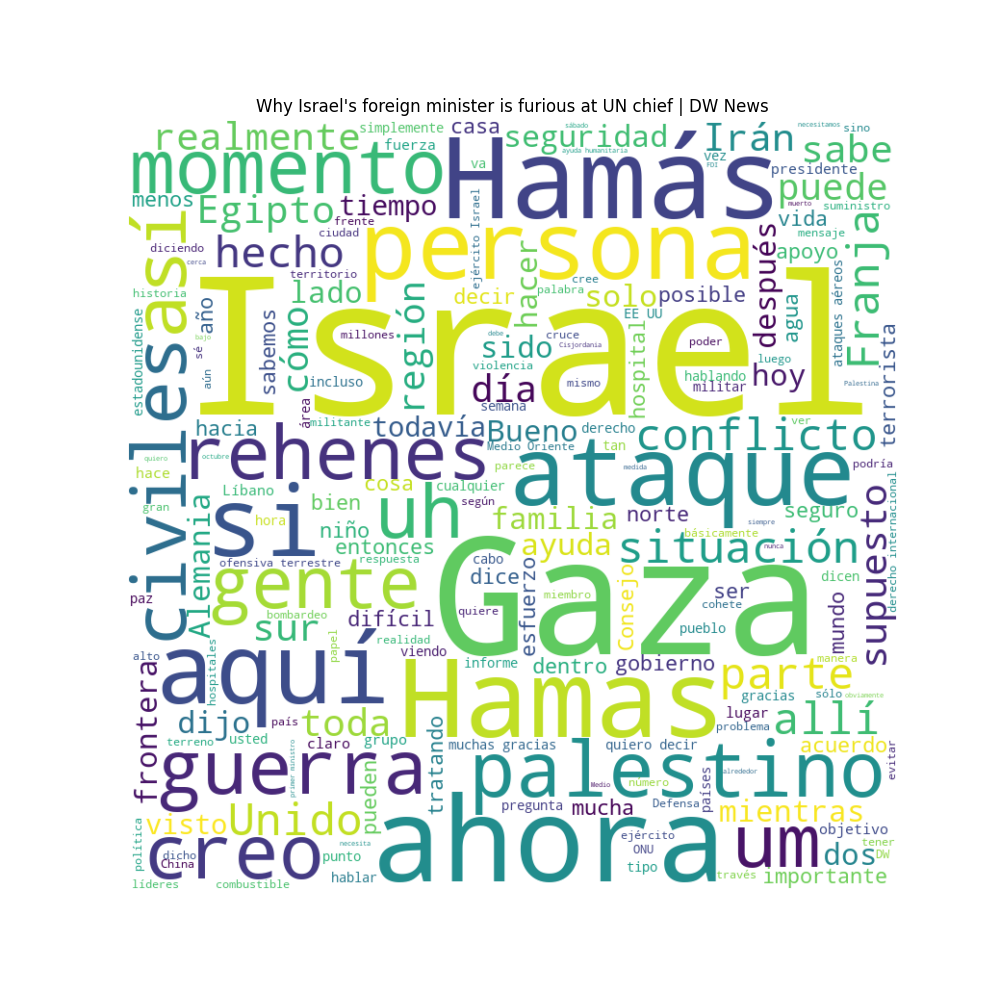 Why Israel's foreign minister is furious at UN chief | DW News
realmente simplemente casa seguridad sábado Irán necesitamos sino
fuerza ayuda humanitaria vez FDI sabe
momento va Hamás presidente
menos Egipto tiempo puede
frente muerto suministro
así ciudad ejército Israel persona vida mensaje
diciendo hecho después apoyo Franja
cerca territorio cree
historia lado decir palabra solo posible
estadounidense año cómo región hacer EE UU agua ataques aéreos
bajo sabemos millones debe cruce poder terrorista
sé sido Cisjordania luego
violencia hospital
aún incluso día mismo hablando hoy Palestina
Israel semana militar
civiles hacia área militante todavía Bueno derecho ver
octubre Medio Oriente tan conflicto
quiero rehenes parece medida podría
hace cosa cualquier ataque
gran Líbano bien según
hora si niño uh familia norte siempre seguro derecho internacional
Alemania entonces ayuda básicamente situación supuesto
ofensiva terrestre respuesta cabo nunca
gente dice esfuerzo Consejo ser dicen
paz bombardeo quiere miembro cohete mundo
sur difícil Gaza pueblo
papel realidad
alto hospitales aquí viendo informe dentro gobierno manera
frontera Hamas parte
gracias sólo obviamente
dijo país toda lugar allí
problema
terreno usted claro grupo tratando muchas gracias quiero decir acuerdo evitar
guerra primer ministro pueden palestino alrededor
Medio número países
política visto Unido pregunta mucha Defensa mientras
ahora ejército um objetivo
dicho creo necesita ONU tener
China punto dos DW
hablar tipo través importante
líderes combustible